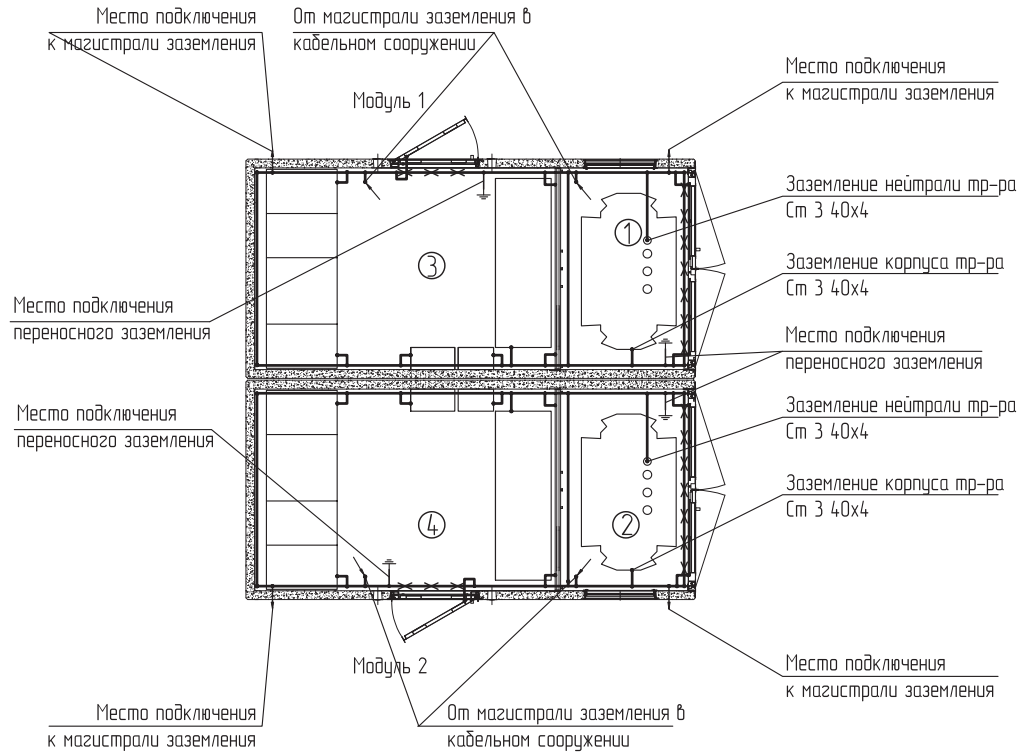 Место подключения
к магистрали заземления
От магистрали заземления в
кабельном сооружении
Модуль 1
Место подключения
к магистрали заземления
Заземление нейтрали тр-ра
Ст 3 40х4
1
3
Заземление корпуса тр-ра
Ст 3 40х4
Место подключения
переносного заземления
Место подключения
переносного заземления
Место подключения
переносного заземления
Заземление нейтрали тр-ра
Ст 3 40х4
Заземление корпуса тр-ра
Ст 3 40х4
4
2
Модуль 2
Место подключения
к магистрали заземления
Место подключения
к магистрали заземления
От магистрали заземления в
кабельном сооружении